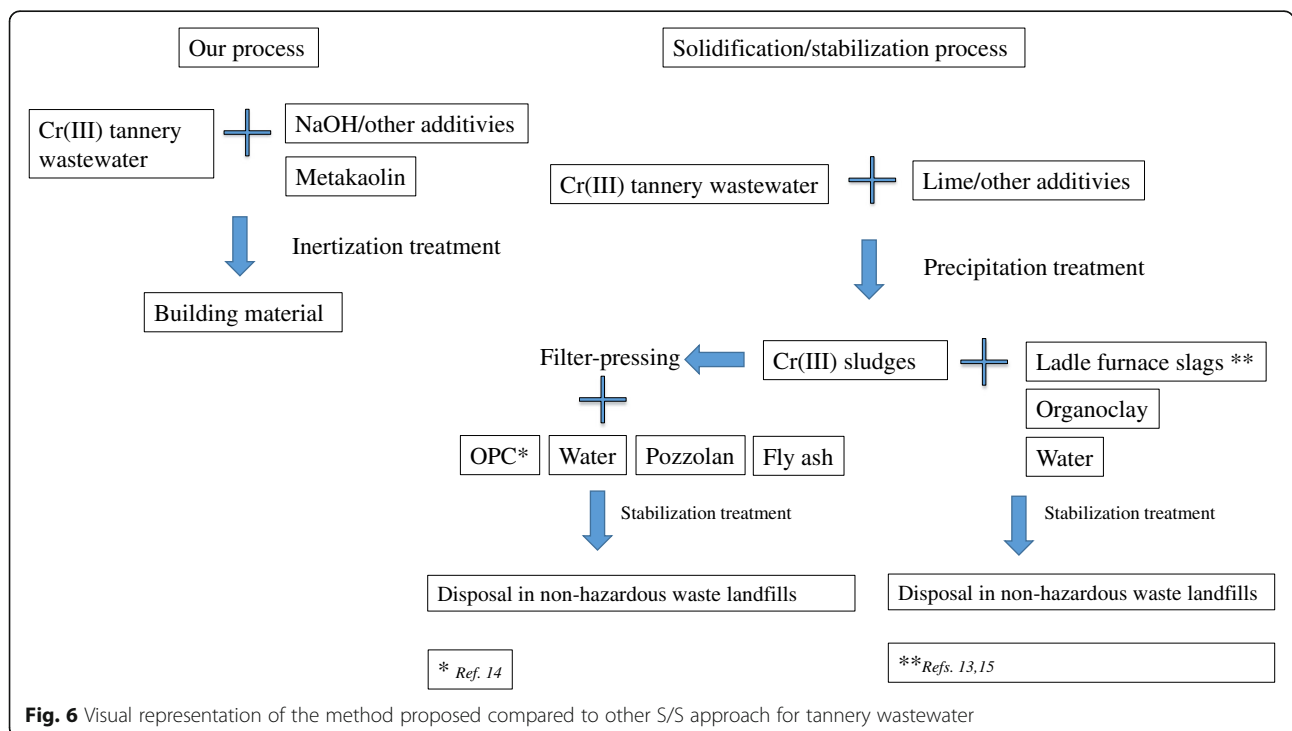 Our process
Cr(III) tannery
wastewater
NaOH/other additivies
Metakaolin
Inertization treatment
Building material
Solidification/stabilization process
Cr(III) tannery wastewater
Lime/other additivies
Precipitation treatment
Filter-pressing
Cr(III) sludges
Ladle furnace slags **
Organoclay
Water
OPC*
Water
Pozzolan
Fly ash
Stabilization treatment
Stabilization treatment
Disposal in non-hazardous waste landfills
Disposal in non-hazardous waste landfills
* Ref. 14
**Refs. 13,15
Fig. 6 Visual representation of the method proposed compared to other S/S approach for tannery wastewater